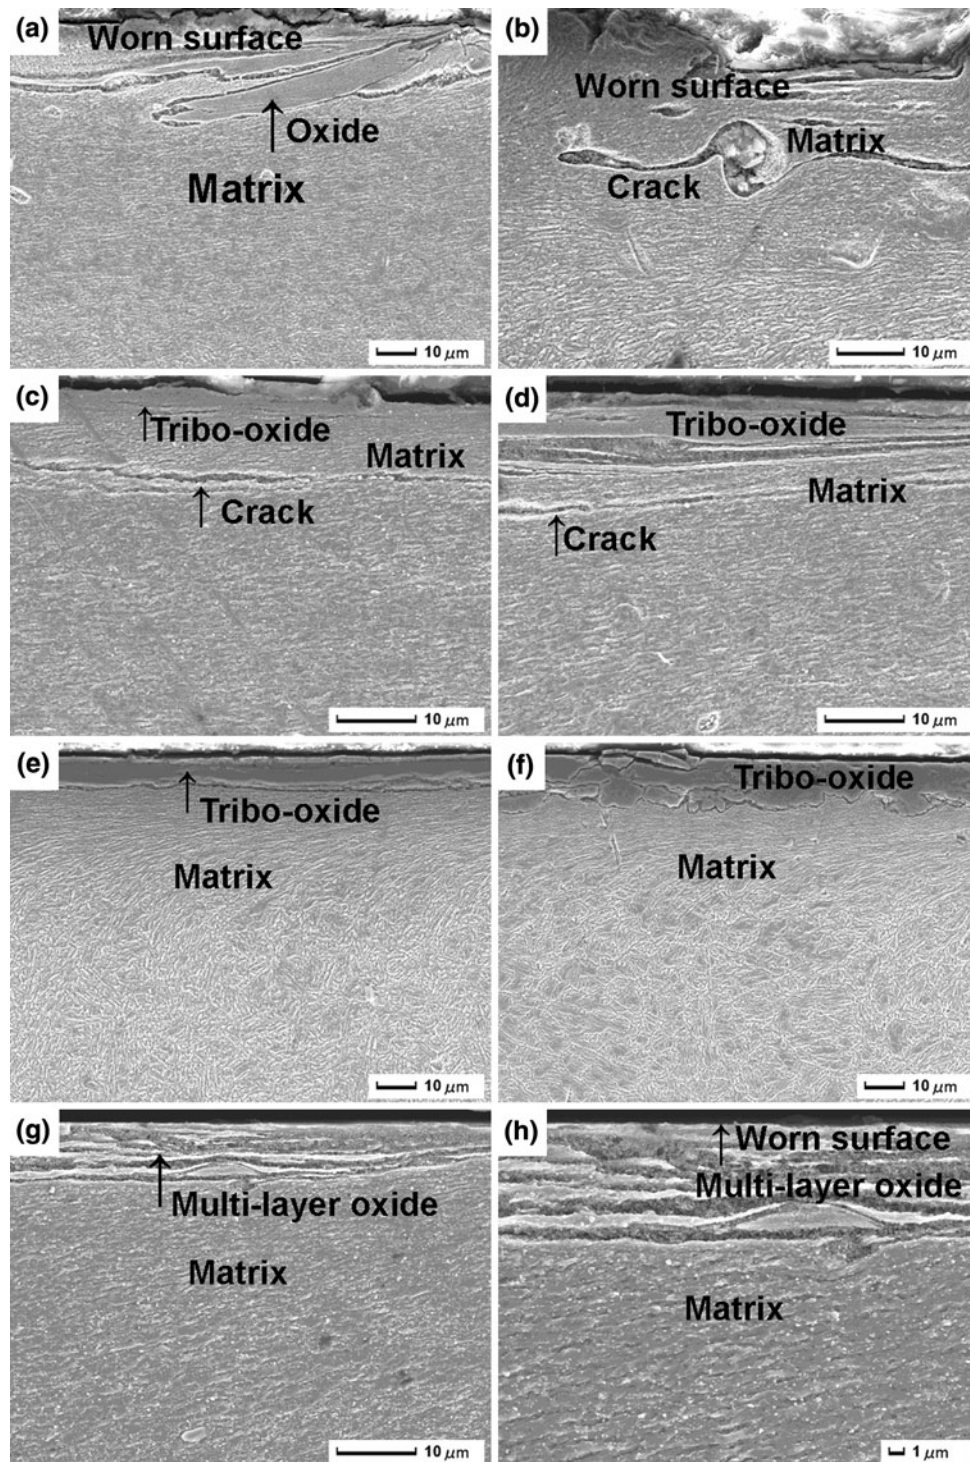 (a)
Worn surface
Oxide
Matrix
10 μm
(b)
Worn surface
Matrix
Crack
10 μm
(c)
Tribo-oxide
Matrix
Crack
10 μm
(d)
Tribo-oxide
Matrix
Crack
10 μm
(e)
Tribo-oxide
Matrix
10 μm
(f)
Tribo-oxide
Matrix
10 μm
(g)
Multi-layer oxide
Matrix
10 μm
(h)
Worn surface
Multi-layer oxide
Matrix
1 μm